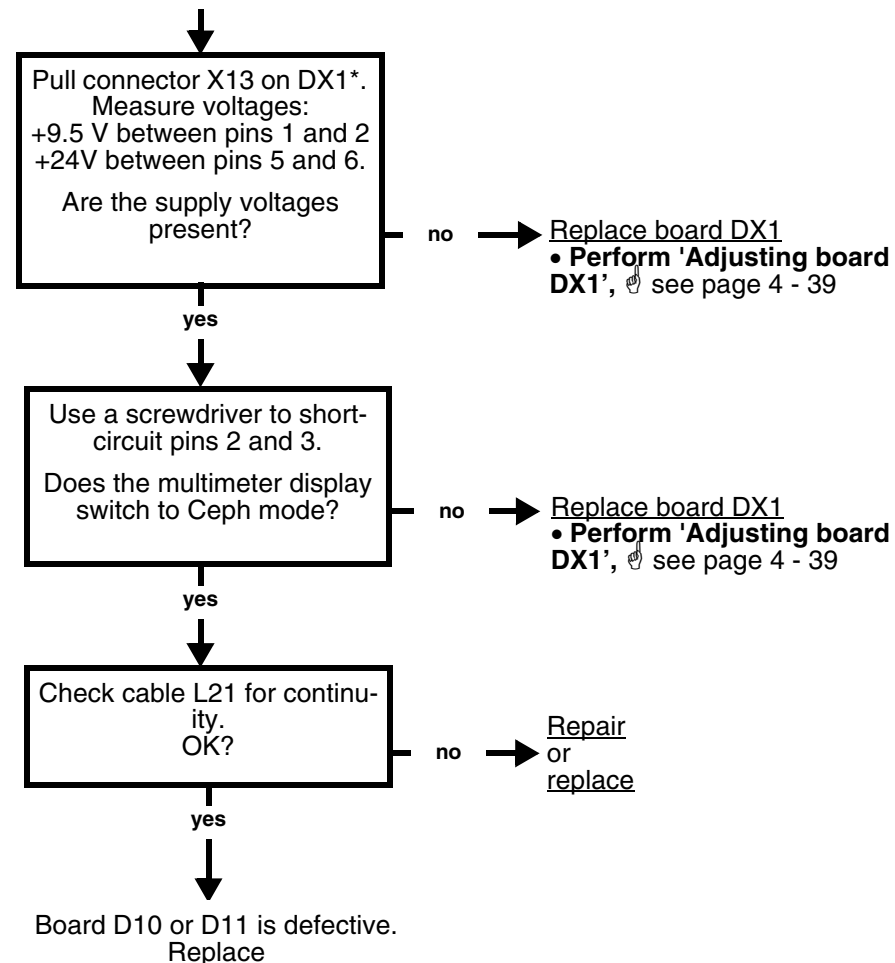 Pull connector X13 on DX1*.
Measure voltages:
+9.5 V between pins 1 and 2
+24V between pins 5 and 6.
Are the supply voltages
present?
no
Replace board DX1
• Perform 'Adjusting board
DX1’, ☝ see page 4 - 39
yes
Use a screwdriver to short-
circuit pins 2 and 3.
Does the multimeter display
switch to Ceph mode?
no
Replace board DX1
• Perform 'Adjusting board
DX1’, ☝ see page 4 - 39
yes
Check cable L21 for continu-
ity.
OK?
no
Repair
or
replace
yes
Board D10 or D11 is defective.
Replace